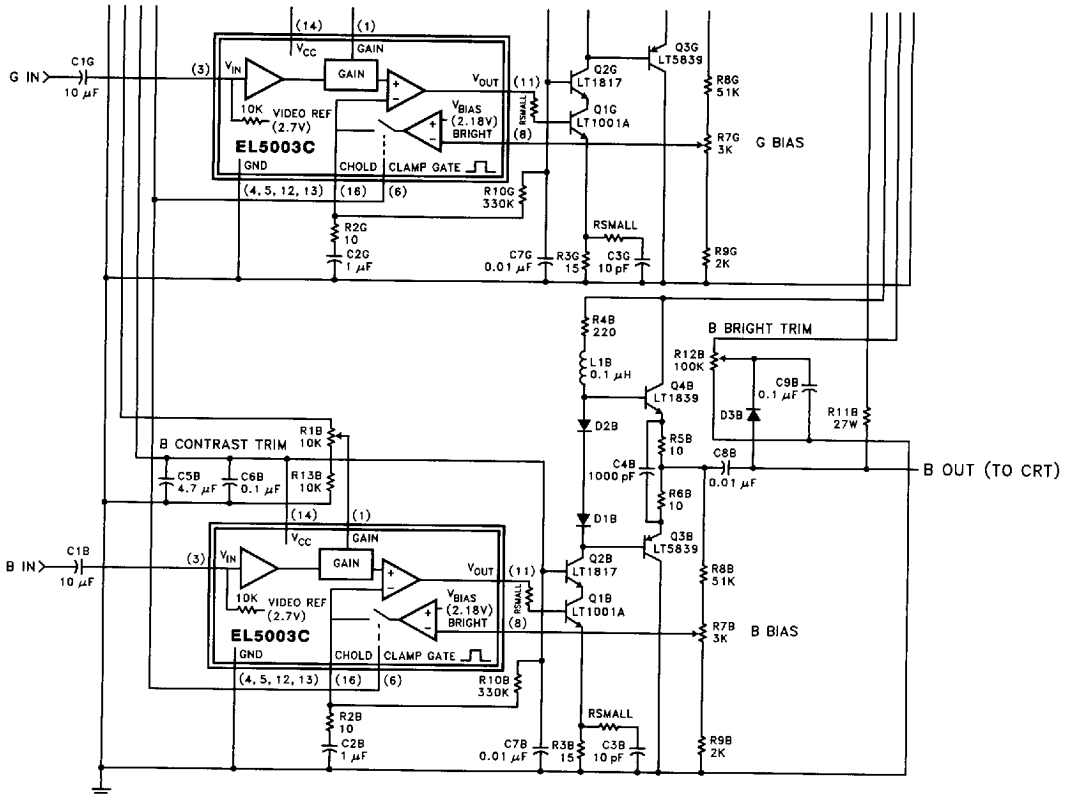 (14)
(1)
V_CC
GAIN
C1G
G IN
10 μF
(3)
V_IN
GAIN
V_OUT
(11)
RSMALL
10K
VIDEO REF
(2.7V)
EL5003C
V_BIAS
(2.18V)
BRIGHT
(8)
GND
CHOLD
CLAMP GATE
(4, 5, 12, 13)
(16)
(6)
Q3G
LT5839
Q2G
LT1817
Q1G
LT1001A
R8G
51K
R7G
3K
G BIAS
R10G
330K
R2G
10
C2G
1 μF
RSMALL
C7G
0.01 μF
R3G
15
C3G
10 pF
R9G
2K
R4B
220
L1B
0.1 μH
B BRIGHT TRIM
R12B
100K
C9B
0.1 μF
D3B
R11B
27W
Q4B
LT1839
D2B
R1B
10K
B CONTRAST TRIM
C5B
4.7 μF
C6B
0.1 μF
R13B
10K
R5B
10
C4B
1000 pF
C8B
0.01 μF
B OUT (TO CRT)
R6B
10
D1B
Q3B
LT5839
(14)
(1)
V_CC
GAIN
C1B
B IN
10 μF
(3)
V_IN
GAIN
V_OUT
(11)
RSMALL
Q2B
LT1817
Q1B
LT1001A
R8B
51K
10K
VIDEO REF
(2.7V)
EL5003C
V_BIAS
(2.18V)
BRIGHT
(8)
R7B
3K
B BIAS
GND
CHOLD
CLAMP GATE
(4, 5, 12, 13)
(16)
(6)
R10B
330K
R2B
10
C2B
1 μF
RSMALL
C7B
0.01 μF
R3B
15
C3B
10 pF
R9B
2K